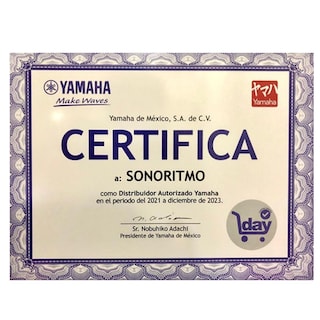 YAMAHA
Make Waves
ヤマハ
Yamaha
Yamaha de México, S.A. de C.V.
CERTIFICA
a: SONORITMO
como Distribuidor Autorizado Yamaha
en el periodo del 2021 a diciembre de 2023.
Sr. Nobuhiko Adachi
Presidente de Yamaha de México
1day